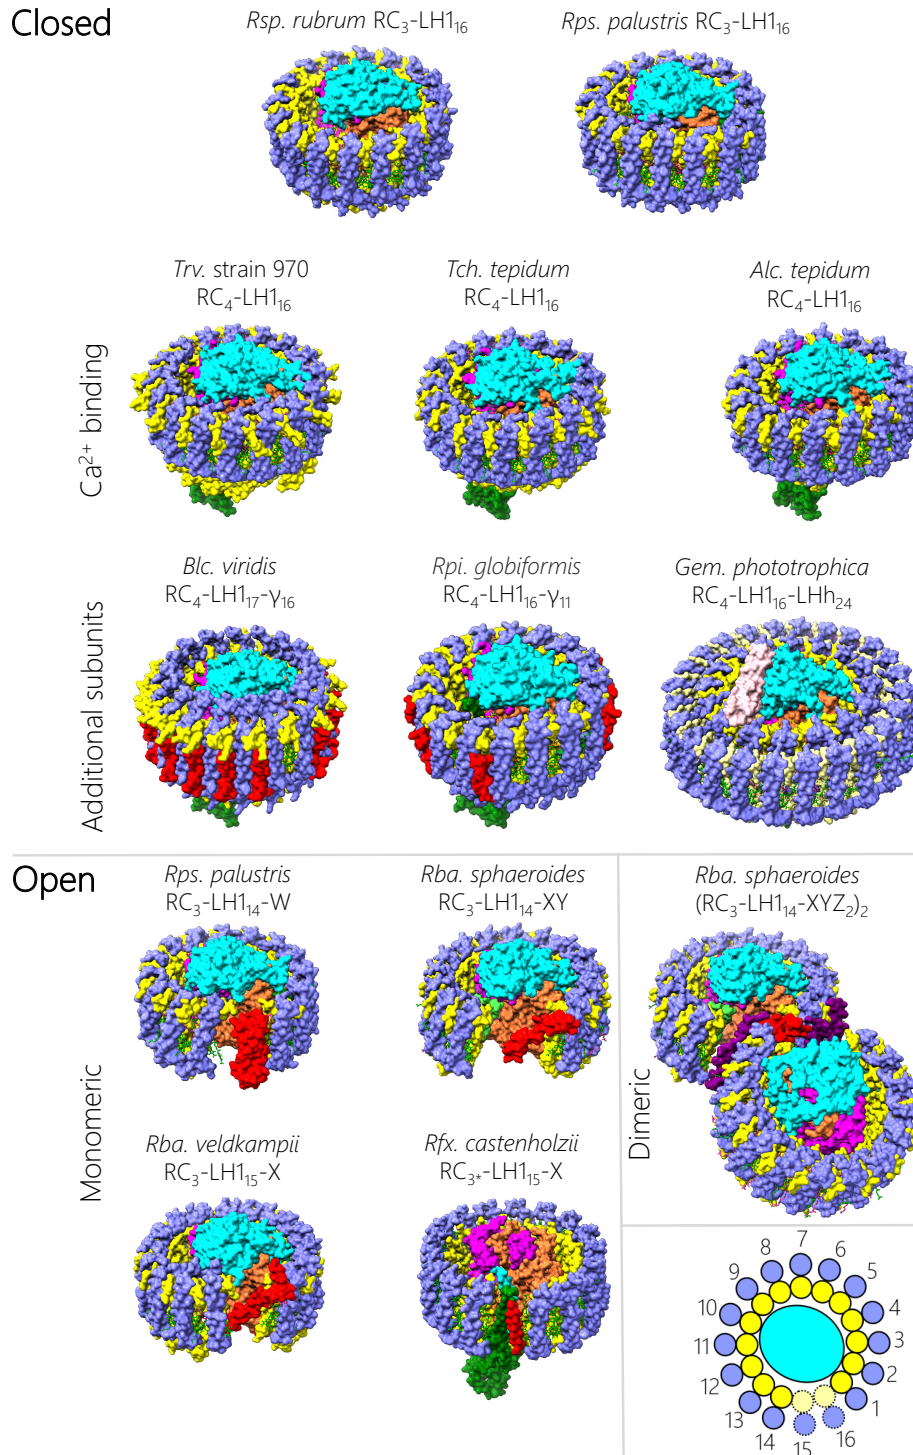 Closed
Rsp. rubrum RC₃-LH1₁₆
Rps. palustris RC₃-LH1₁₆
Ca²⁺ binding
Trv. strain 970
RC₄-LH1₁₆
Tch. tepidum
RC₄-LH1₁₆
Alc. tepidum
RC₄-LH1₁₆
Additional subunits
Blc. viridis
RC₄-LH1₁₇-γ₁₆
Rpi. globiformis
RC₄-LH1₁₆-γ₁₁
Gem. phototrophica
RC₄-LH1₁₆-LHh₂₄
Open
Monomeric
Rps. palustris
RC₃-LH1₁₄-W
Rba. sphaeroides
RC₃-LH1₁₄-XY
Rba. veldkampii
RC₃-LH1₁₅-X
Rfx. castenholzii
RC₃*-LH1₁₅-X
Dimeric
Rba. sphaeroides
(RC₃-LH1₁₄-XYZ₂)₂
1
2
3
4
5
6
7
8
9
10
11
12
13
14
15
16